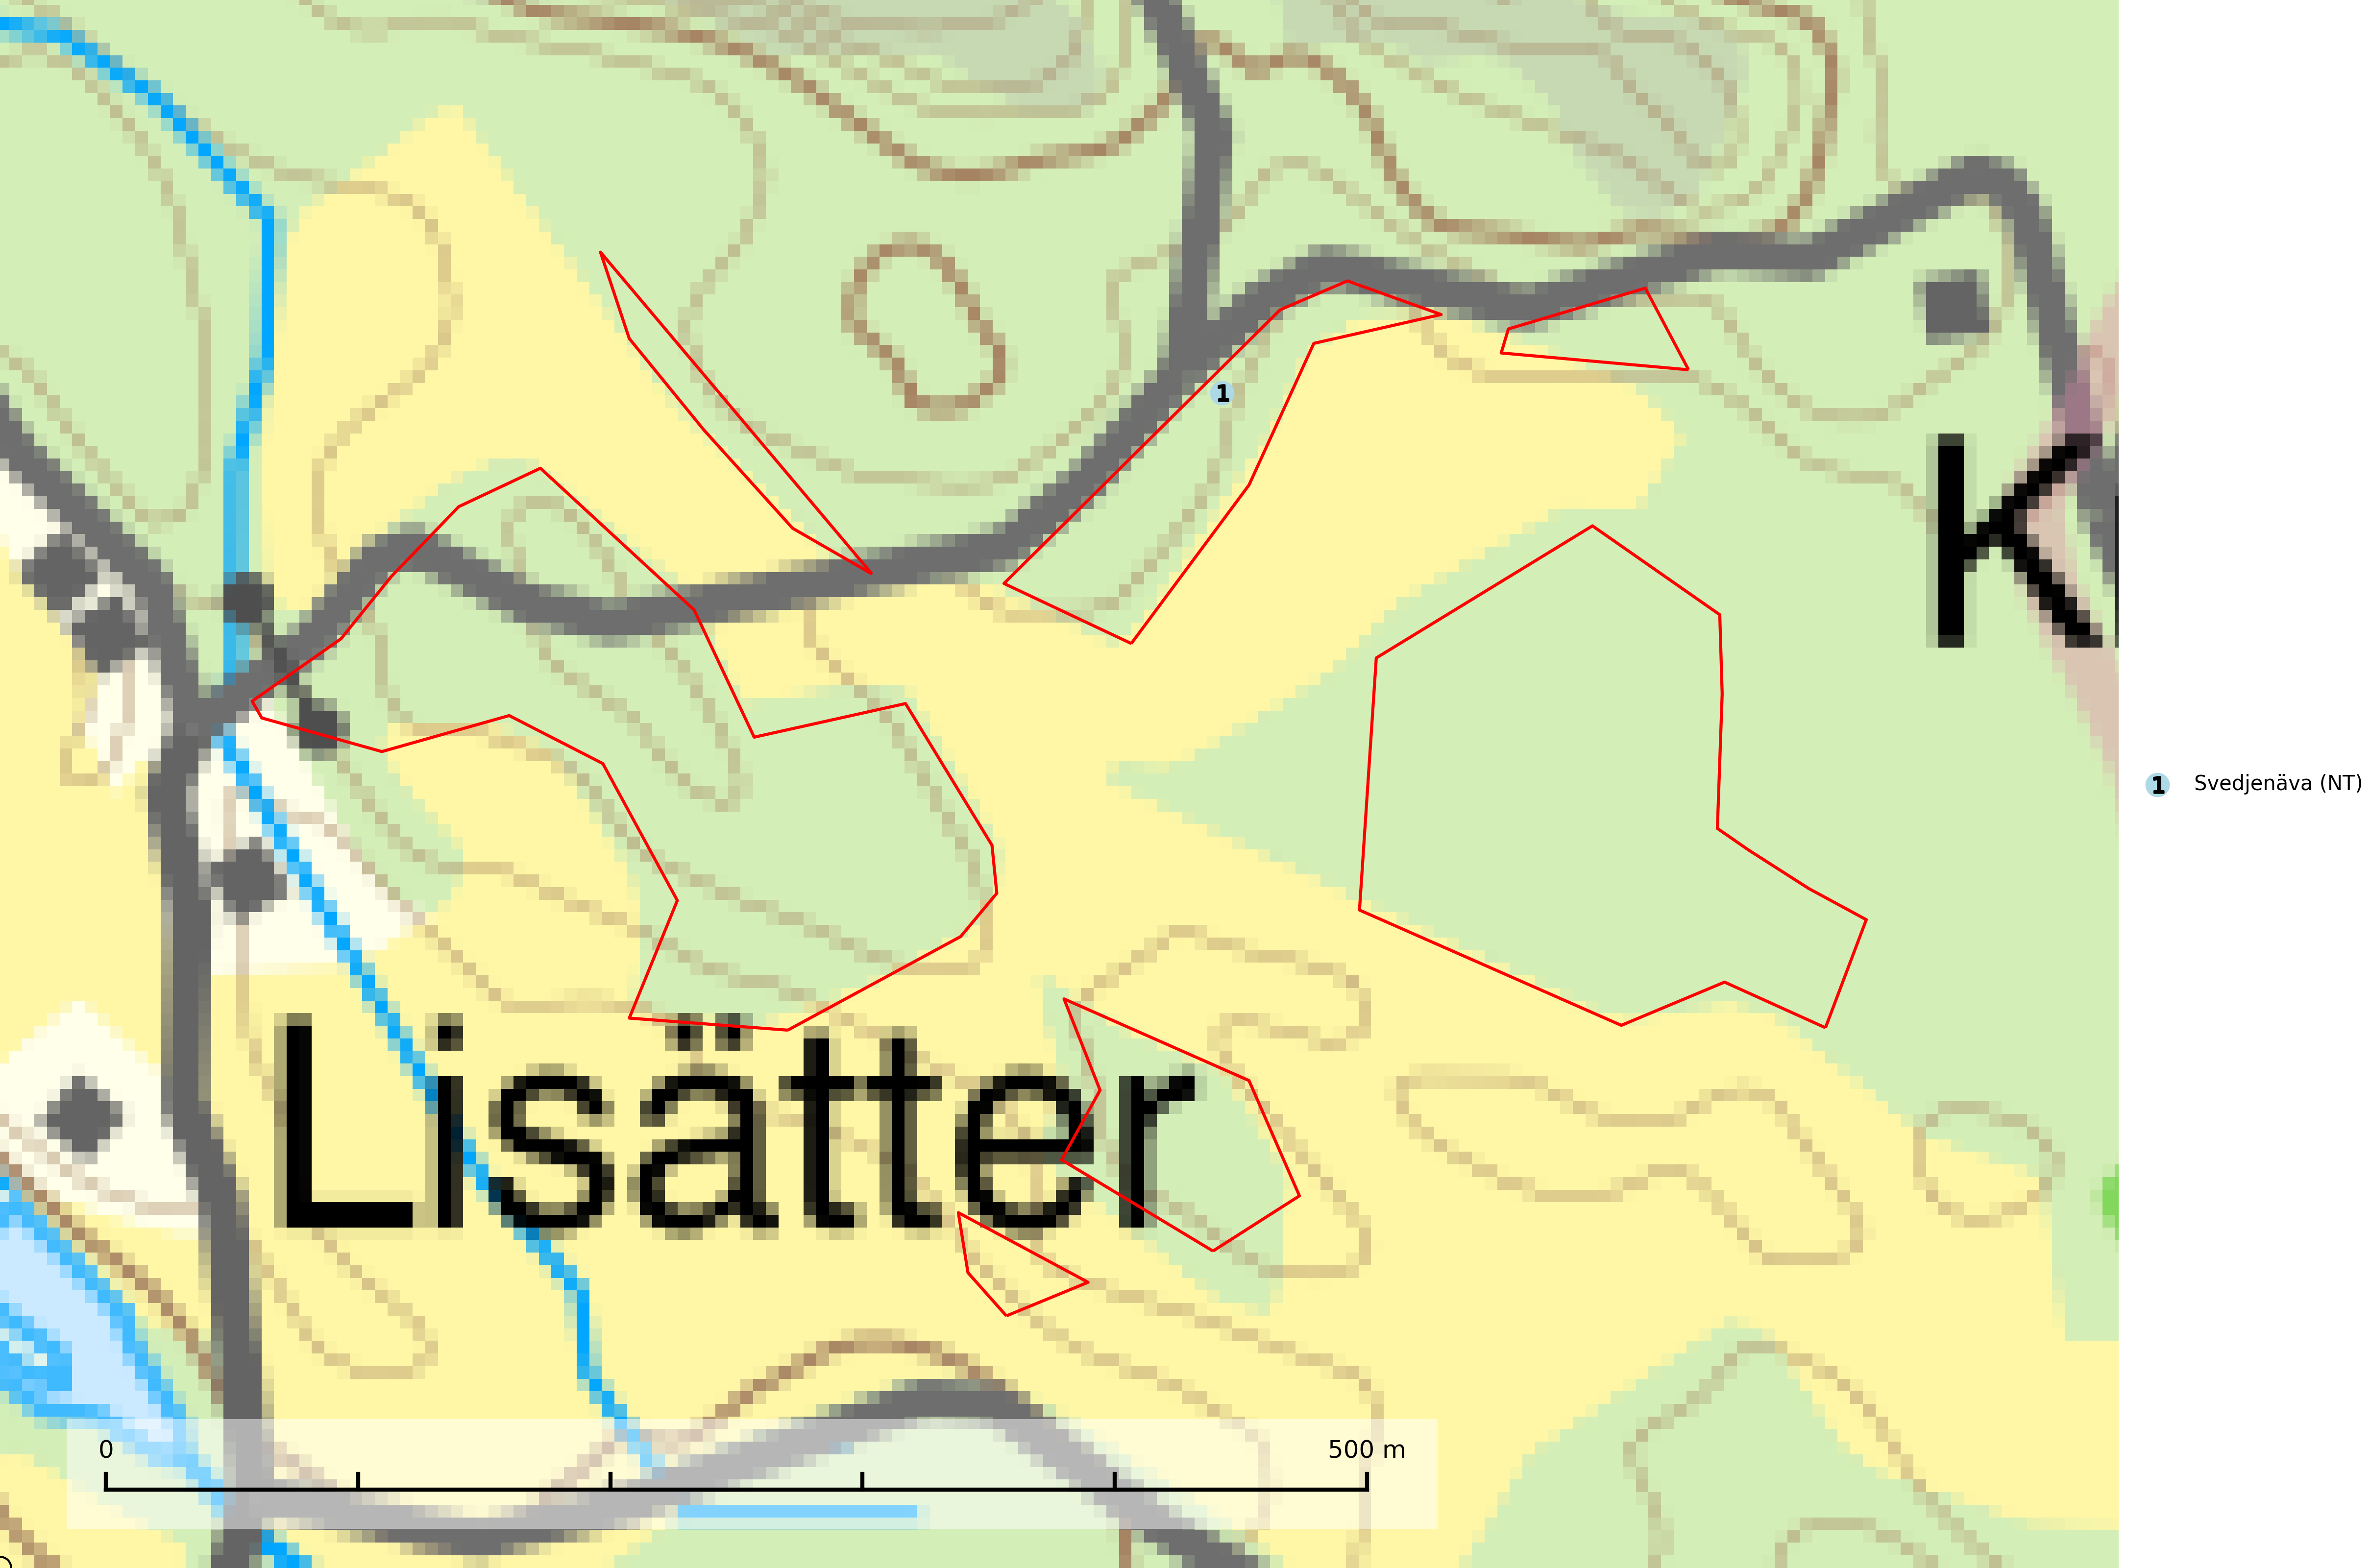 1
K
1 Svedjenäva (NT)
Lisätter
0 500 m